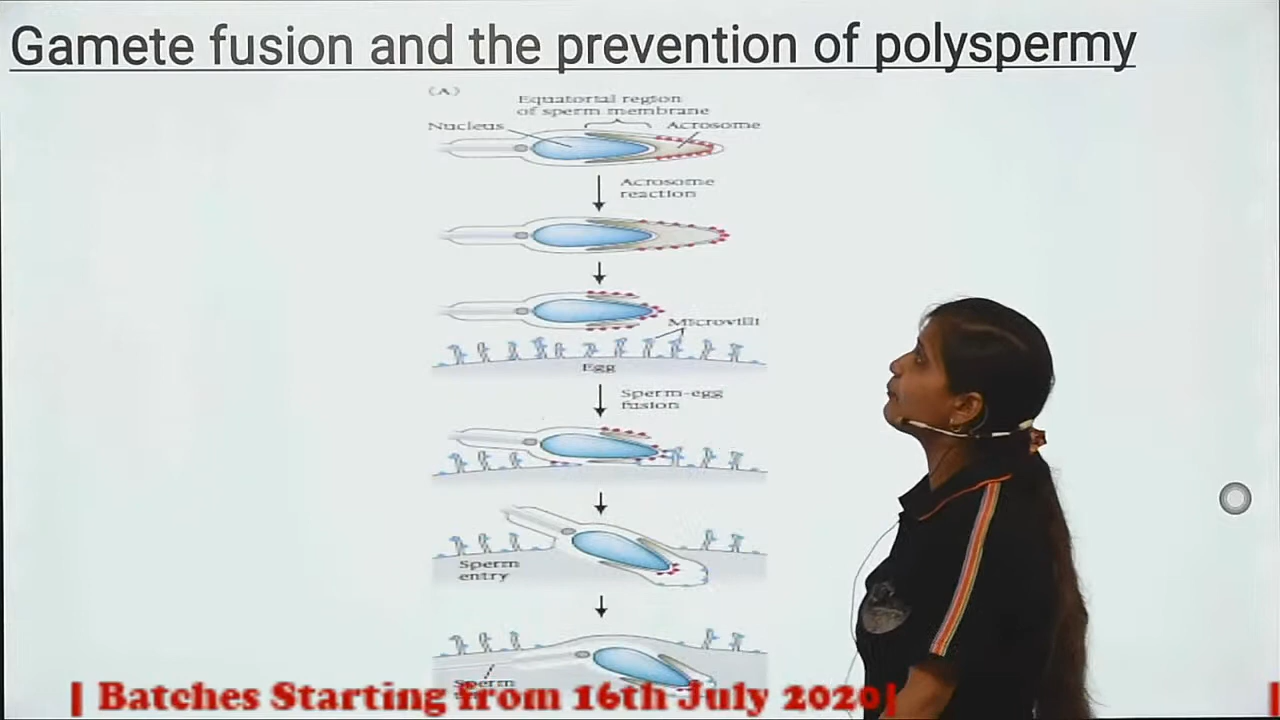 Gamete fusion and the prevention of polyspermy
(A)
Equatorial region
of sperm membrane
Nucleus
Acrosome
Acrosome
reaction
Microvilli
Egg
Sperm-egg
fusion
Sperm
entry
Sperm
[ Batches Starting from 16th July 2020]